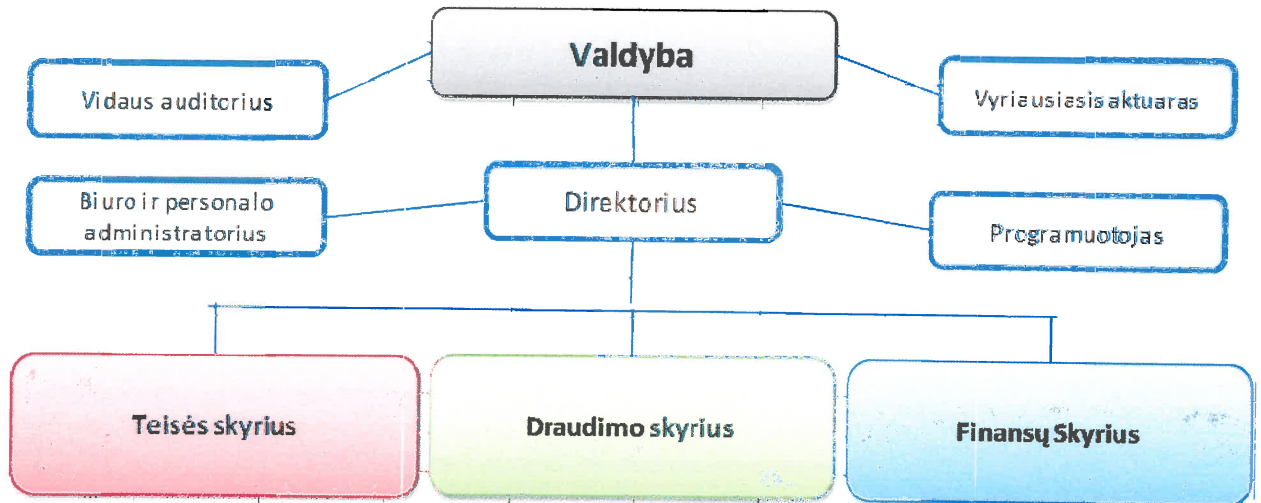 Valdyba
Vidaus auditorius
Vyriausiasis aktuaras
Biuro ir personalo
administratorius
Direktorius
Programuotojas
Teisės skyrius
Draudimo skyrius
Finansų Skyrius